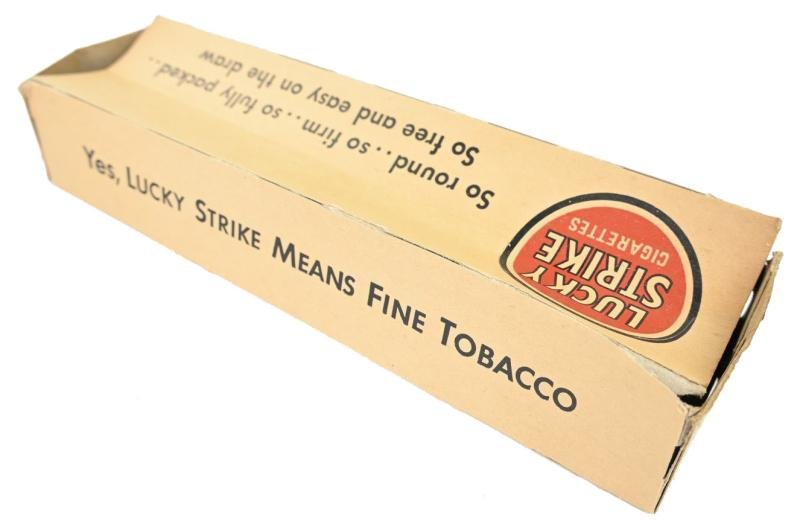 Yes, LUCKY STRIKE MEANS FINE TOBACCO
LUCKY
STRIKE
CIGARETTES
So round...so firm...so fully packed...
So free and easy on the draw